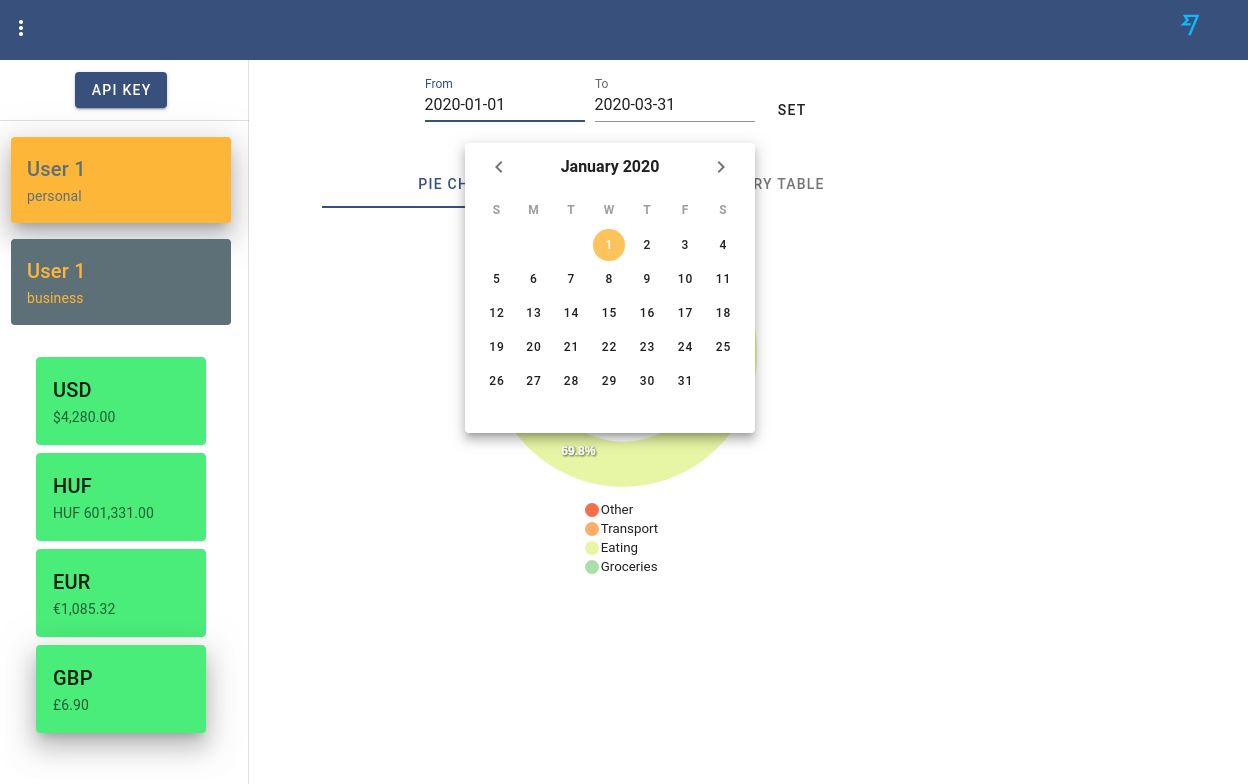 API KEY
User 1
personal
User 1
business
USD
$4,280.00
HUF
HUF 601,331.00
EUR
€1,085.32
GBP
£6.90
From
2020-01-01
To
2020-03-31
SET
PIE
RY TABLE
January 2020
S M T W T F S
1 2 3 4
5 6 7 8 9 10 11
12 13 14 15 16 17 18
19 20 21 22 23 24 25
26 27 28 29 30 31
69.8%
Other
Transport
Eating
Groceries